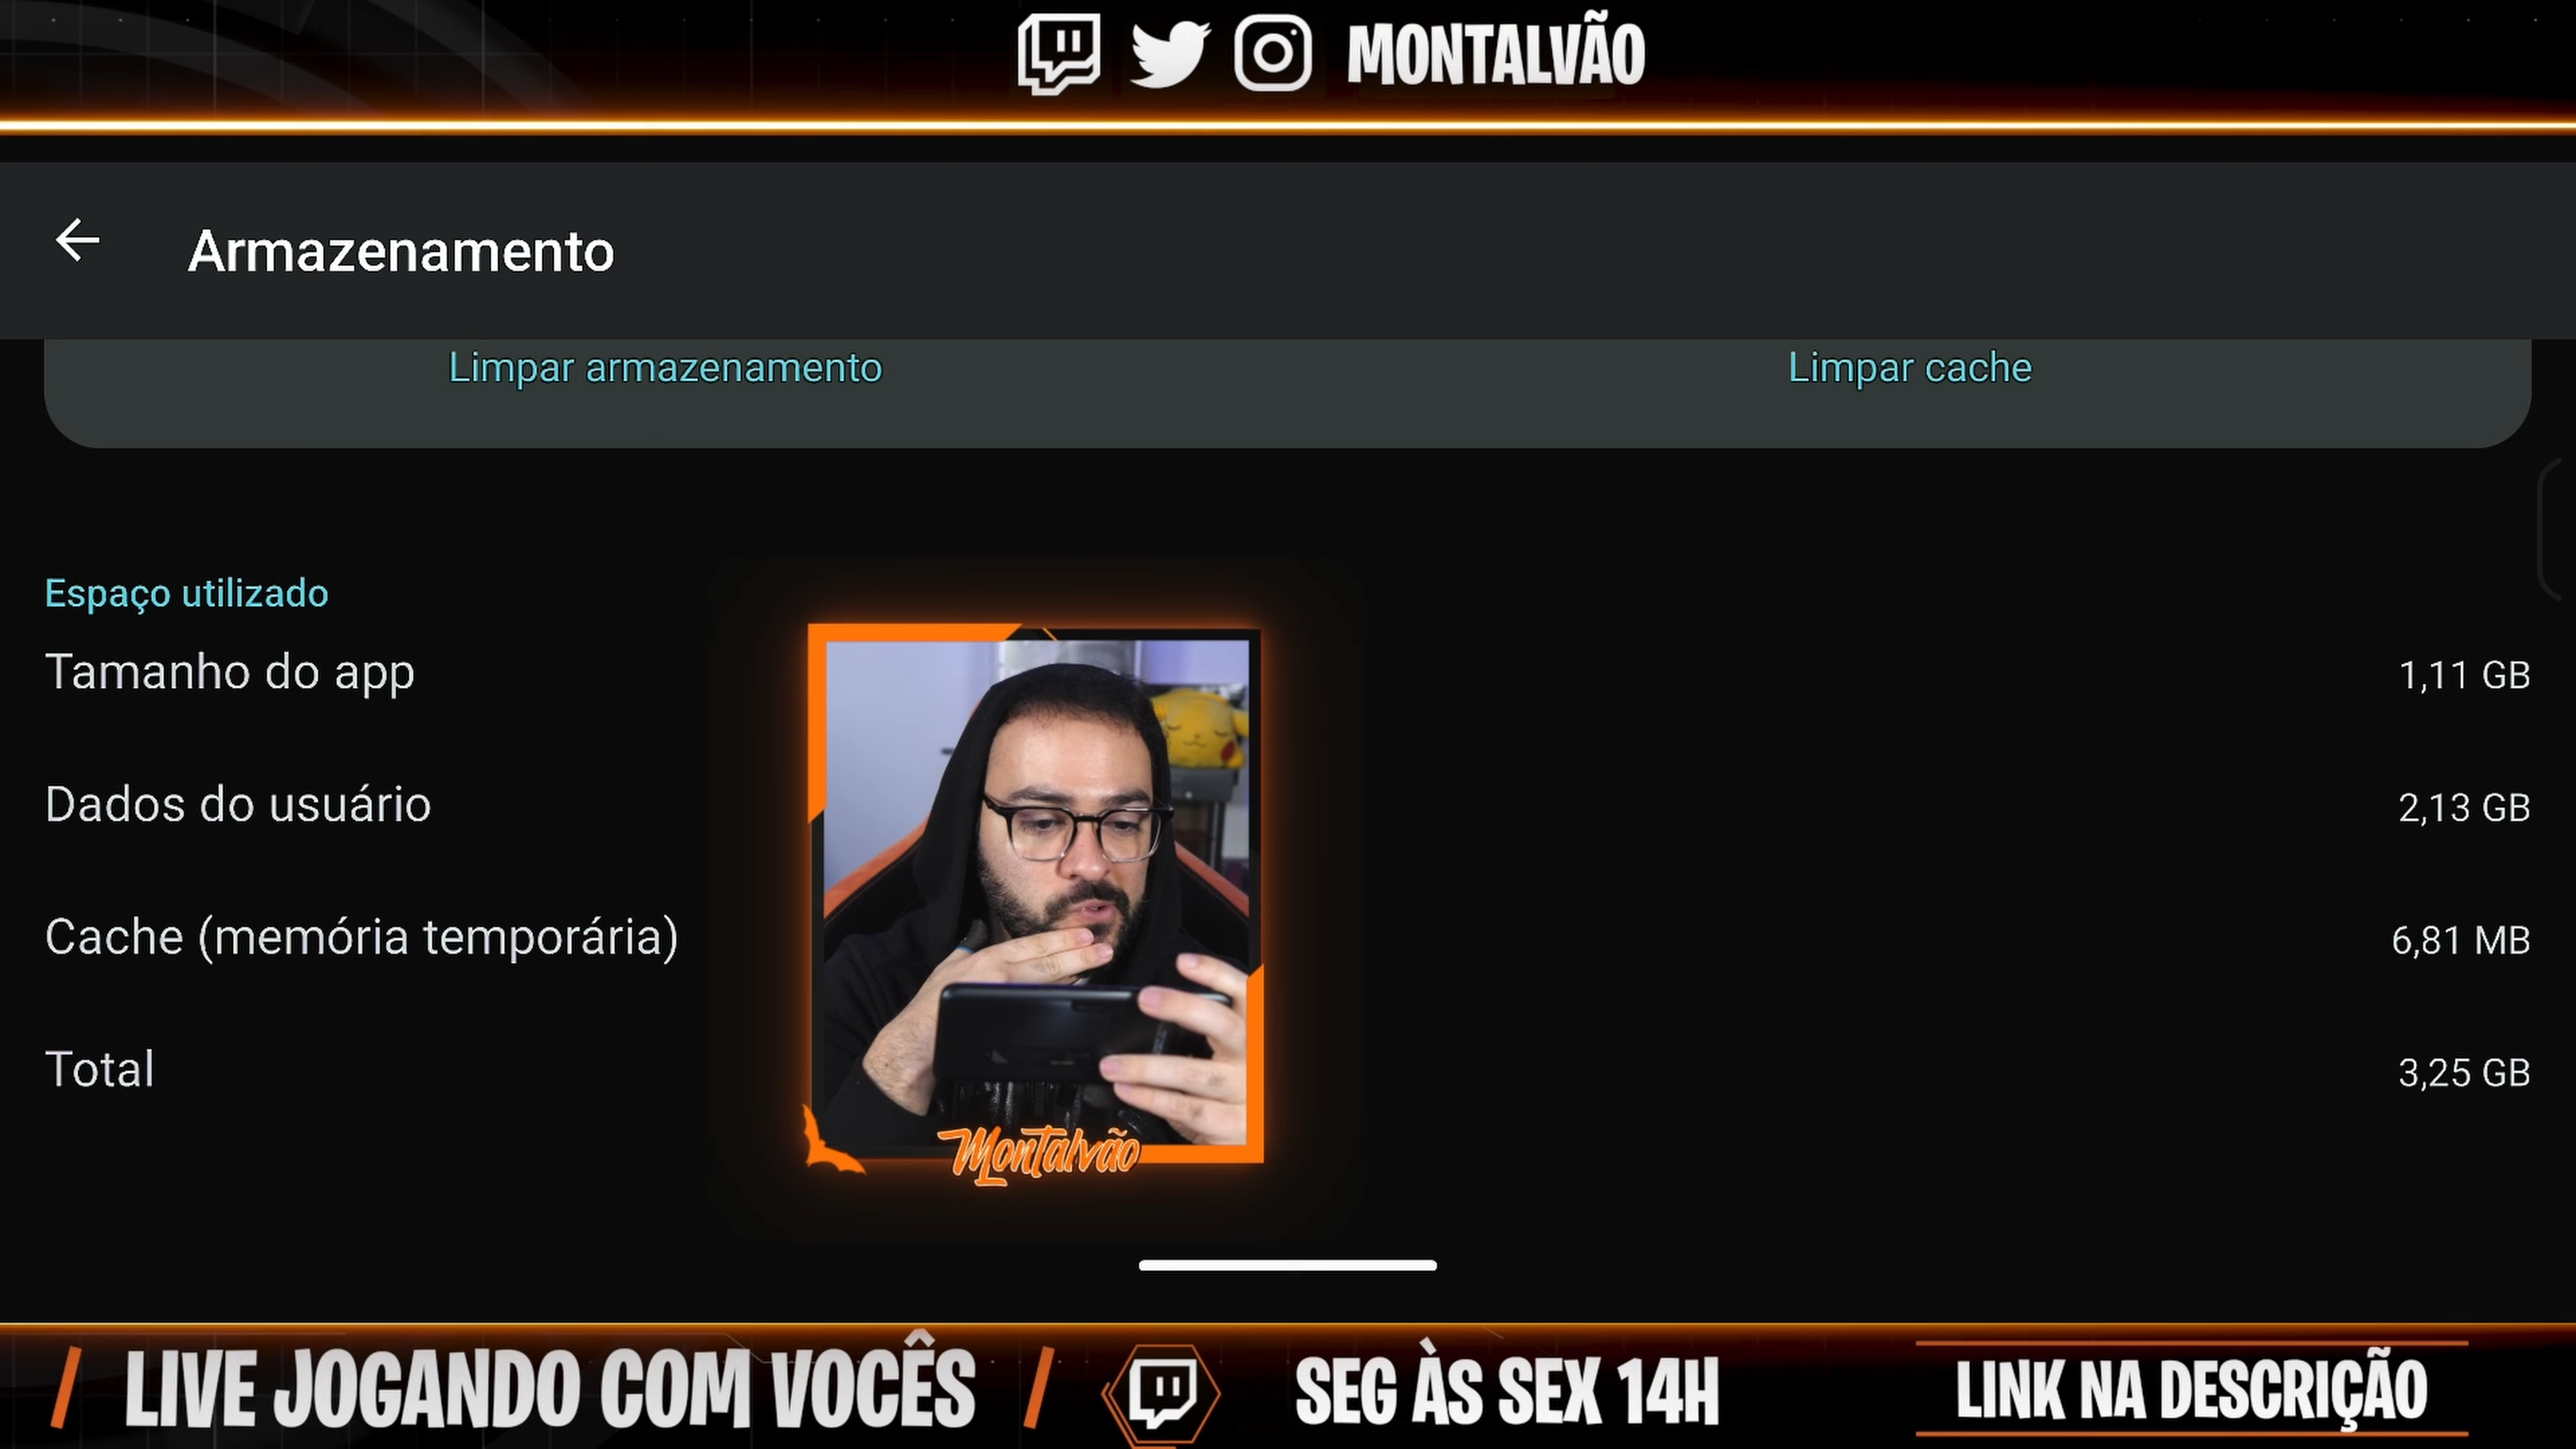 MONTALVÃO
Armazenamento
Limpar armazenamento
Limpar cache
Espaço utilizado
Tamanho do app
1,11 GB
Dados do usuário
2,13 GB
Cache (memória temporária)
6,81 MB
Total
3,25 GB
Montalvão
LIVE JOGANDO COM VOCÊS
SEG ÀS SEX 14H
LINK NA DESCRIÇÃO